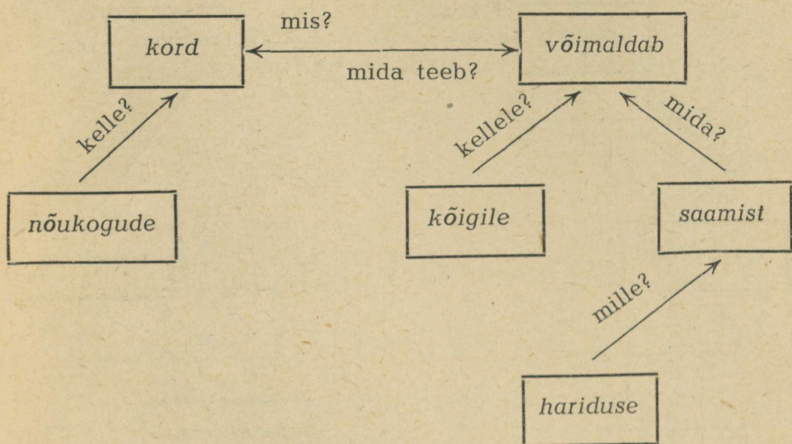 mis?
kord
võimaldab
mida teeb?
kelle?
kellele?
mida?
nõukogude
kõigile
saamist
mille?
hariduse